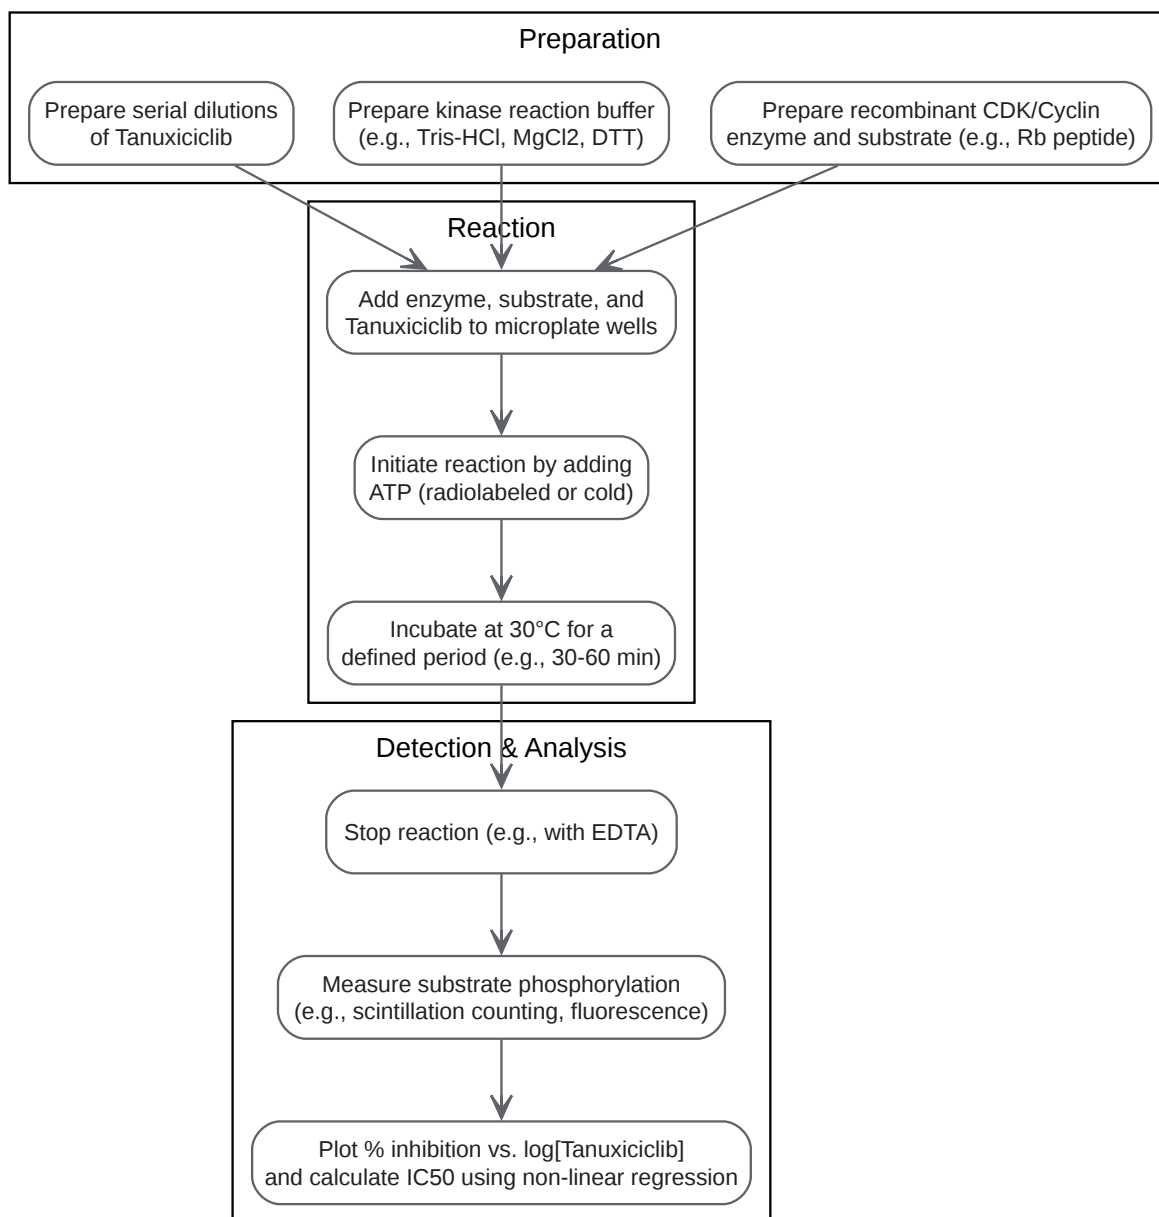 Preparation
Prepare serial dilutions
of Tanuxiciclib
Prepare kinase reaction buffer
(e.g., Tris-HCl, MgCl2, DTT)
Prepare recombinant CDK/Cyclin
enzyme and substrate (e.g., Rb peptide)
Reaction
Add enzyme, substrate, and
Tanuxiciclib to microplate wells
Initiate reaction by adding
ATP (radiolabeled or cold)
Incubate at 30°C for a
defined period (e.g., 30-60 min)
Detection & Analysis
Stop reaction (e.g., with EDTA)
Measure substrate phosphorylation
(e.g., scintillation counting, fluorescence)
Plot % inhibition vs. log[Tanuxiciclib]
and calculate IC50 using non-linear regression